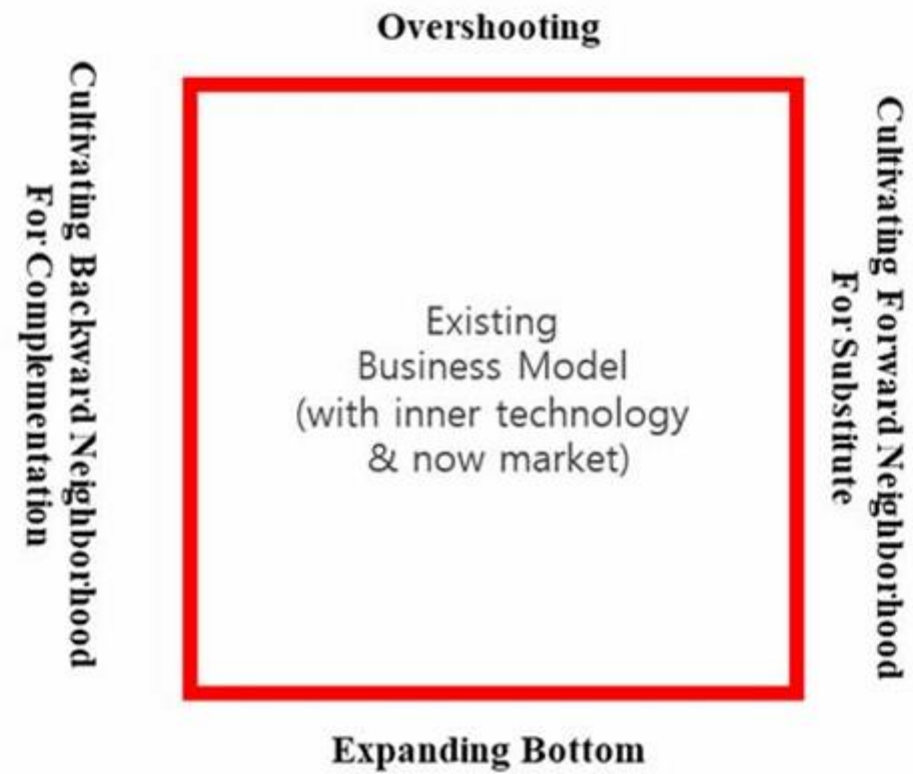 Overshooting
Cultivating Backward Neighborhood
For Complementation
Existing
Business Model
(with inner technology
& now market)
Cultivating Forward Neighborhood
For Substitute
Expanding Bottom